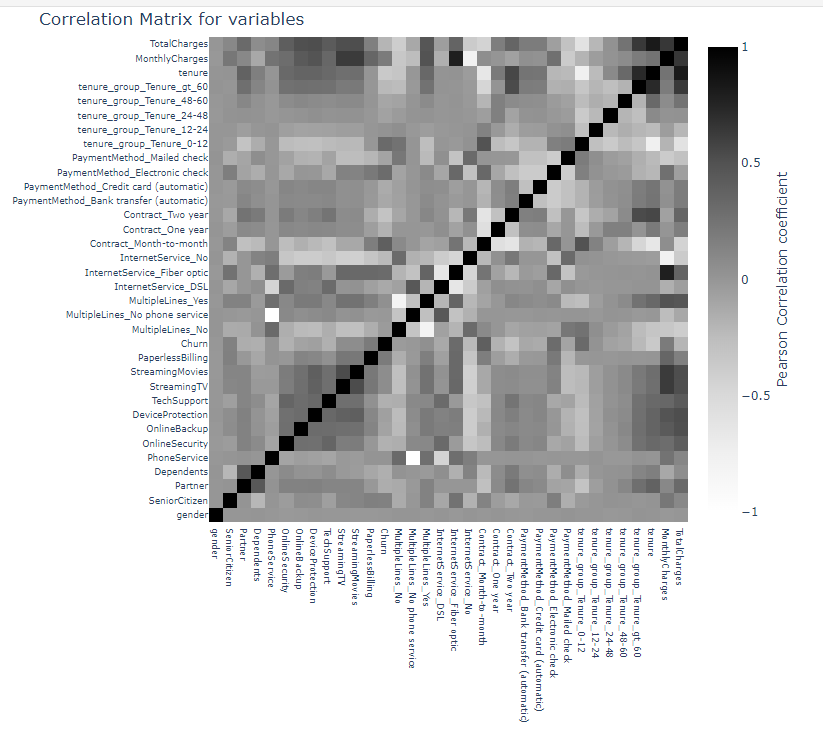 Correlation Matrix for variables
TotalCharges
MonthlyCharges
tenure
tenure_group_Tenure_gt_60
tenure_group_Tenure_48-60
tenure_group_Tenure_24-48
tenure_group_Tenure_12-24
tenure_group_Tenure_0-12
PaymentMethod_Mailed check
PaymentMethod_Electronic check
PaymentMethod_Credit card (automatic)
PaymentMethod_Bank transfer (automatic)
Contract_Two year
Contract_One year
Contract_Month-to-month
InternetService_No
InternetService_Fiber optic
InternetService_DSL
MultipleLines_Yes
MultipleLines_No phone service
MultipleLines_No
Churn
PaperlessBilling
StreamingMovies
StreamingTV
TechSupport
DeviceProtection
OnlineBackup
OnlineSecurity
PhoneService
Dependents
Partner
SeniorCitizen
gender
gender
SeniorCitizen
Partner
Dependents
PhoneService
OnlineSecurity
OnlineBackup
DeviceProtection
TechSupport
StreamingTV
StreamingMovies
PaperlessBilling
Churn
MultipleLines_No
MultipleLines_No phone service
MultipleLines_Yes
InternetService_DSL
InternetService_Fiber optic
InternetService_No
Contract_Month-to-month
Contract_One year
Contract_Two year
PaymentMethod_Bank transfer (automatic)
PaymentMethod_Credit card (automatic)
PaymentMethod_Electronic check
PaymentMethod_Mailed check
tenure_group_Tenure_0-12
tenure_group_Tenure_12-24
tenure_group_Tenure_24-48
tenure_group_Tenure_48-60
tenure_group_Tenure_gt_60
tenure
MonthlyCharges
TotalCharges
1
0.5
0
−0.5
−1
Pearson Correlation coefficient